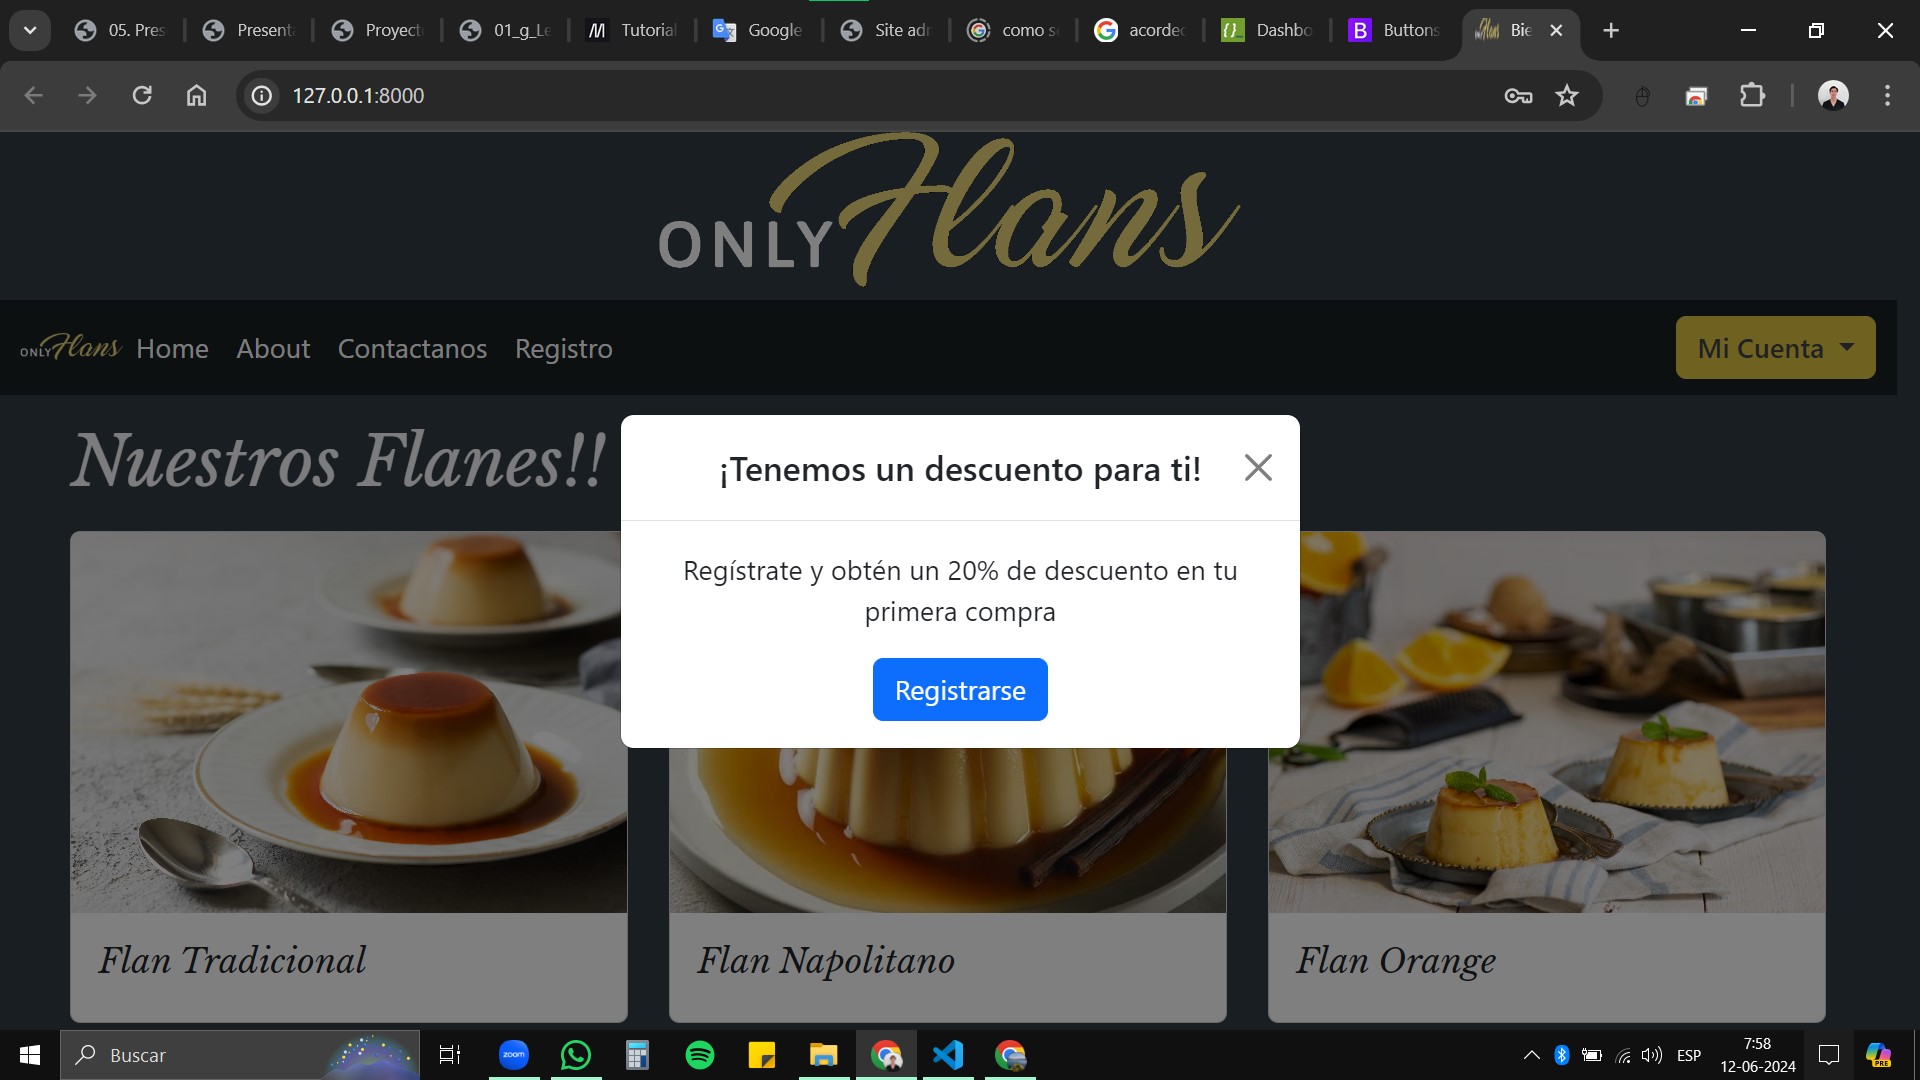 05. Pres
Present
Proyect
01_g_Le
Tutorial
Google
Site adr
como s
acordec
Dashbo
Buttons
Bie
127.0.0.1:8000
ONLY Flans
ONLY Flans
Home
About
Contactanos
Registro
Mi Cuenta
Nuestros Flanes!!
¡Tenemos un descuento para ti!
Regístrate y obtén un 20% de descuento en tu
primera compra
Registrarse
Flan Tradicional
Flan Napolitano
Flan Orange
Buscar
zoom
ESP
7:58
12-06-2024
PRE